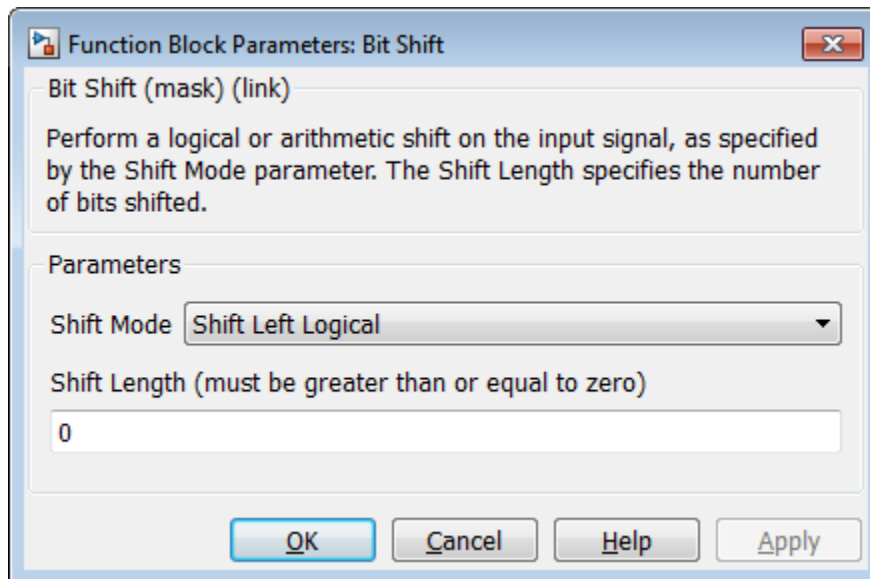 Function Block Parameters: Bit Shift
Bit Shift (mask) (link)
Perform a logical or arithmetic shift on the input signal, as specified
by the Shift Mode parameter. The Shift Length specifies the number
of bits shifted.
Parameters
Shift Mode Shift Left Logical
Shift Length (must be greater than or equal to zero)
0
OK Cancel Help Apply